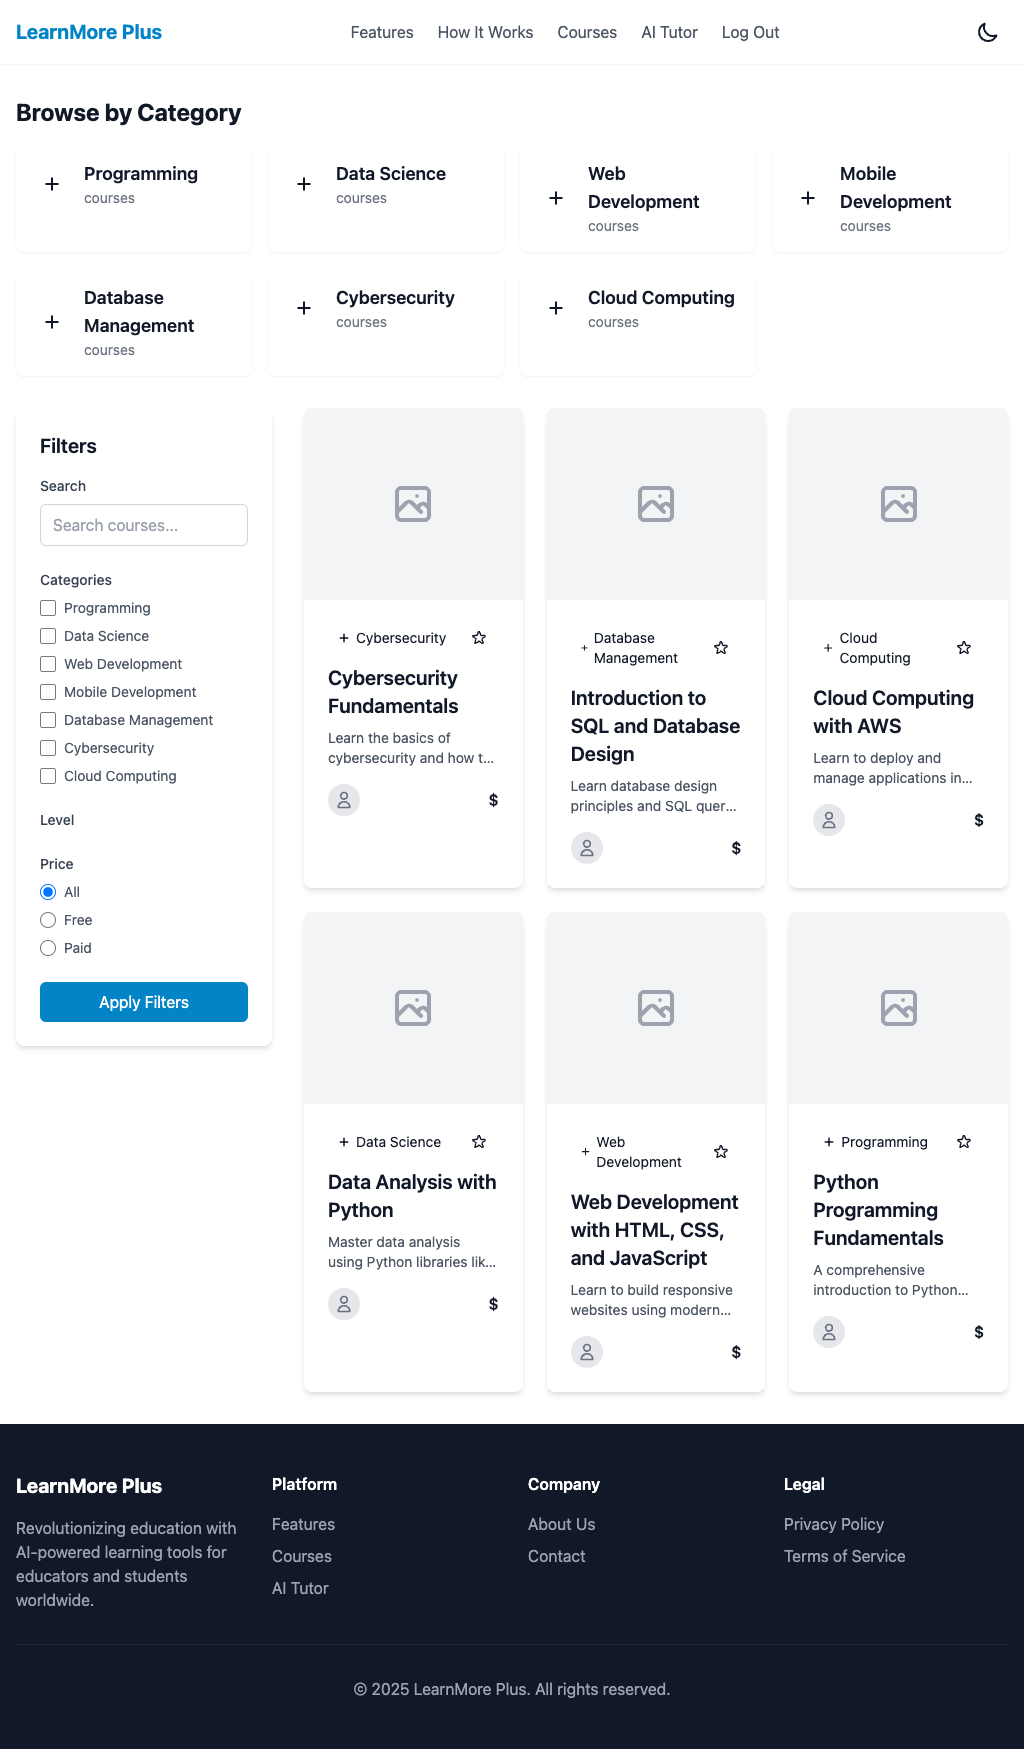 LearnMore Plus
Features
How It Works
Courses
AI Tutor
Log Out
Browse by Category
Programming
courses
Data Science
courses
Web
Development
courses
Mobile
Development
courses
Database
Management
courses
Cybersecurity
courses
Cloud Computing
courses
Filters
Search
Search courses...
Categories
Programming
Data Science
Web Development
Mobile Development
Database Management
Cybersecurity
Cloud Computing
Level
Price
All
Free
Paid
Apply Filters
Cybersecurity
Cybersecurity
Fundamentals
Learn the basics of
cybersecurity and how t...
$
Database
Management
Introduction to
SQL and Database
Design
Learn database design
principles and SQL quer...
$
Cloud
Computing
Cloud Computing
with AWS
Learn to deploy and
manage applications in...
$
Data Science
Data Analysis with
Python
Master data analysis
using Python libraries lik...
$
Web
Development
Web Development
with HTML, CSS,
and JavaScript
Learn to build responsive
websites using modern...
$
Programming
Python
Programming
Fundamentals
A comprehensive
introduction to Python...
$
LearnMore Plus
Revolutionizing education with
AI-powered learning tools for
educators and students
worldwide.
Platform
Features
Courses
AI Tutor
Company
About Us
Contact
Legal
Privacy Policy
Terms of Service
© 2025 LearnMore Plus. All rights reserved.